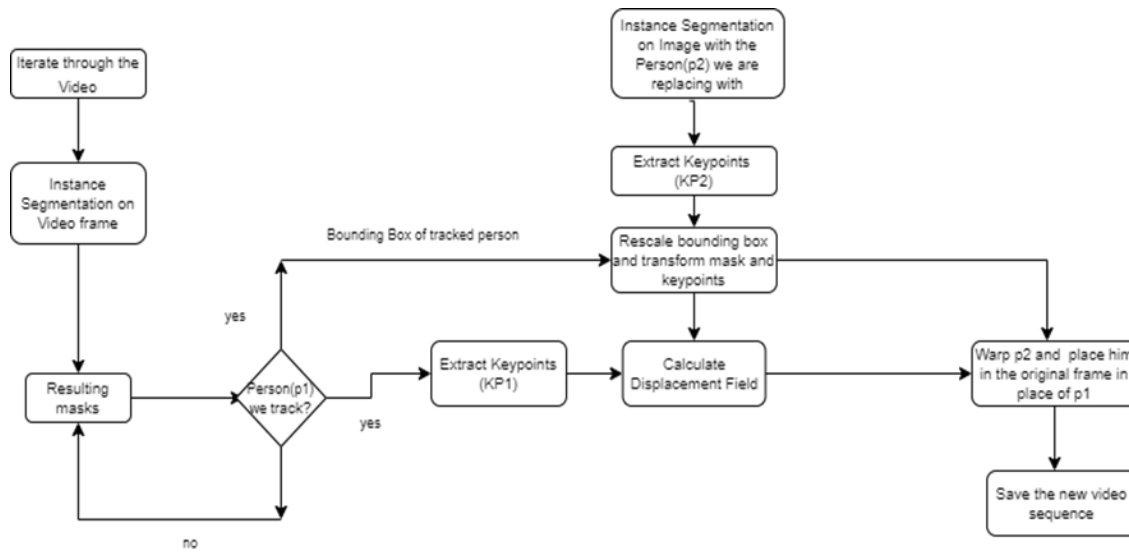 Iterate through the
Video
Instance
Segmentation on
Video frame
Resulting
masks
Person(p1)
we track?
yes
yes
no
Bounding Box of tracked person
Instance Segmentation
on Image with the
Person(p2) we are
replacing with
Extract Keypoints
(KP2)
Rescale bounding box
and transform mask and
keypoints
Extract Keypoints
(KP1)
Calculate
Displacement Field
Warp p2 and place him
in the original frame in
place of p1
Save the new video
sequence